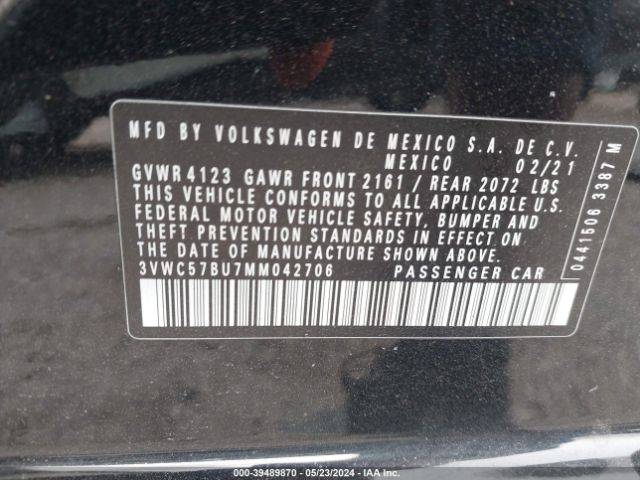 MFD BY VOLKSWAGEN DE MEXICO S.A. DE C.V.
MEXICO 02/21
GVWR 4123 GAWR FRONT 2161 / REAR 2072 LBS
THIS VEHICLE CONFORMS TO ALL APPLICABLE U.S.
FEDERAL MOTOR VEHICLE SAFETY, BUMPER AND
THEFT PREVENTION STANDARDS IN EFFECT ON
THE DATE OF MANUFACTURE SHOWN ABOVE.
3VWC57BU7MM042706 PASSENGER CAR
0441506 3387 M
000-39489870 - 05/23/2024 - IAA Inc.